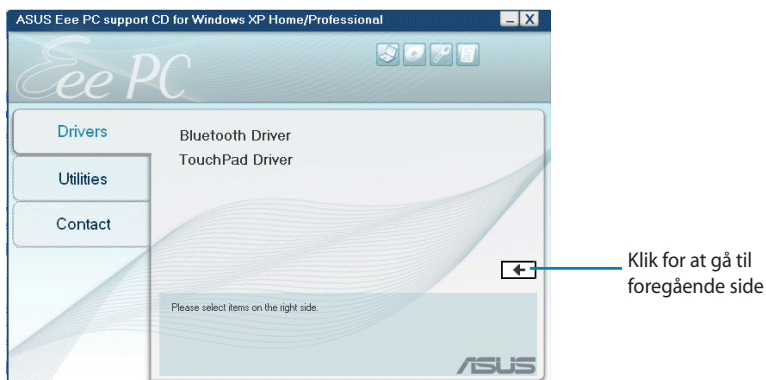 ASUS Eee PC support CD for Windows XP Home/Professional
Eee PC
Drivers
Utilities
Contact
Bluetooth Driver
TouchPad Driver
Klik for at gå til
foregående side
Please select items on the right side.
ASUS